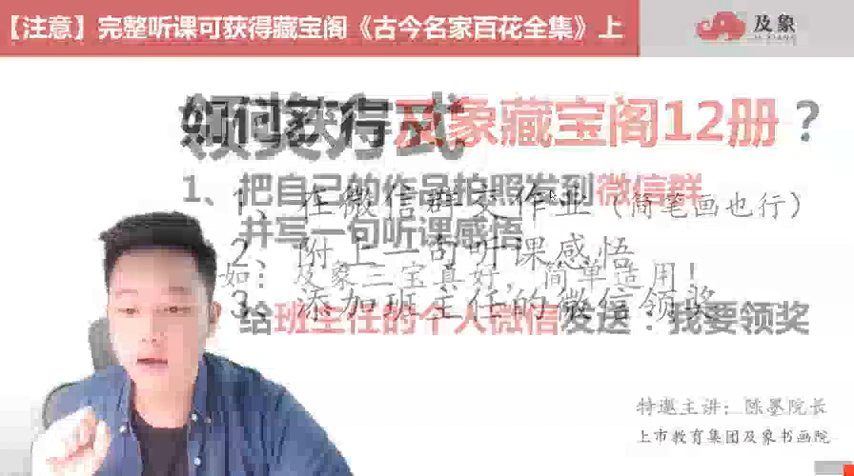 【注意】完整听课可获得藏宝阁《古今名家百花全集》上
及象
JI XIANG
如何获得及象藏宝阁12册？
领奖方式
1、把自己的作品拍照发到微信群
1、在微信群交作业（简笔画也行）
并写一句听课感悟
2、附上一句听课感悟
如：及象三宝真好，简单适用！
3、添加班主任的微信领奖
给班主任的个人微信发送：我要领奖
特邀主讲：陈墨院长
上市教育集团及象书画院